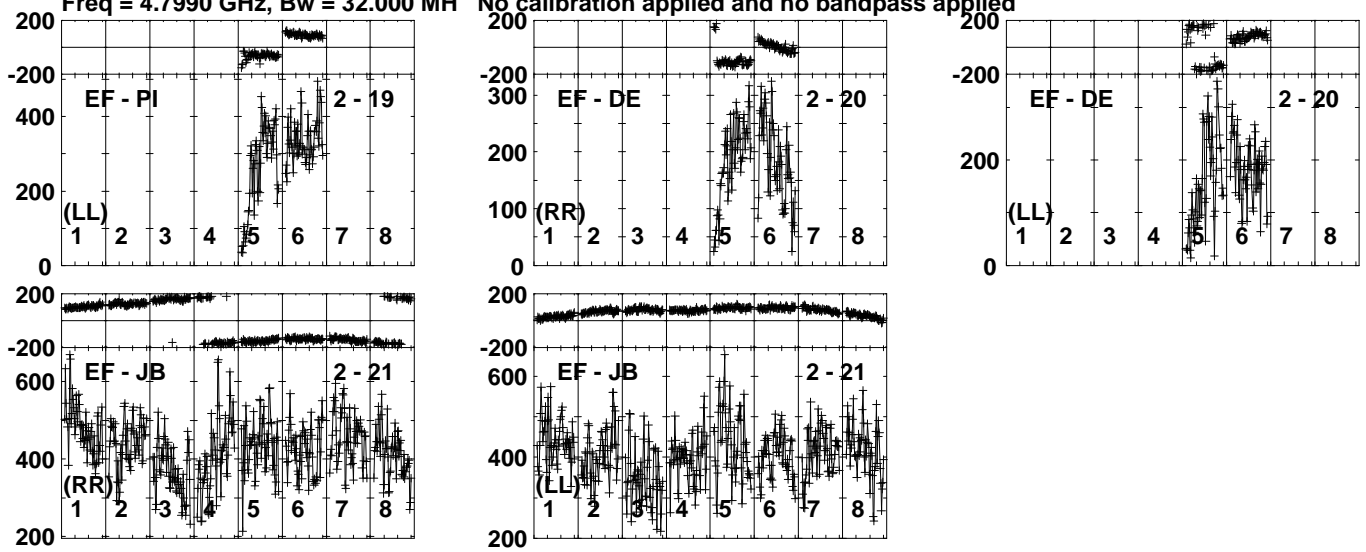 Freq = 4.7990 GHz, Bw = 32.000 MH No calibration applied and no bandpass applied
200
-200
EF - PI 2 - 19
400
200
(LL)
1 2 3 4 5 6 7 8
0
200
-200
EF - DE 2 - 20
300
200
100
(RR)
1 2 3 4 5 6 7 8
0
200
-200
EF - DE 2 - 20
200
(LL)
1 2 3 4 5 6 7 8
0
200
-200
EF - JB 2 - 21
600
400
(RR)
1 2 3 4 5 6 7 8
200
200
-200
EF - JB 2 - 21
600
400
(LL)
1 2 3 4 5 6 7 8
200